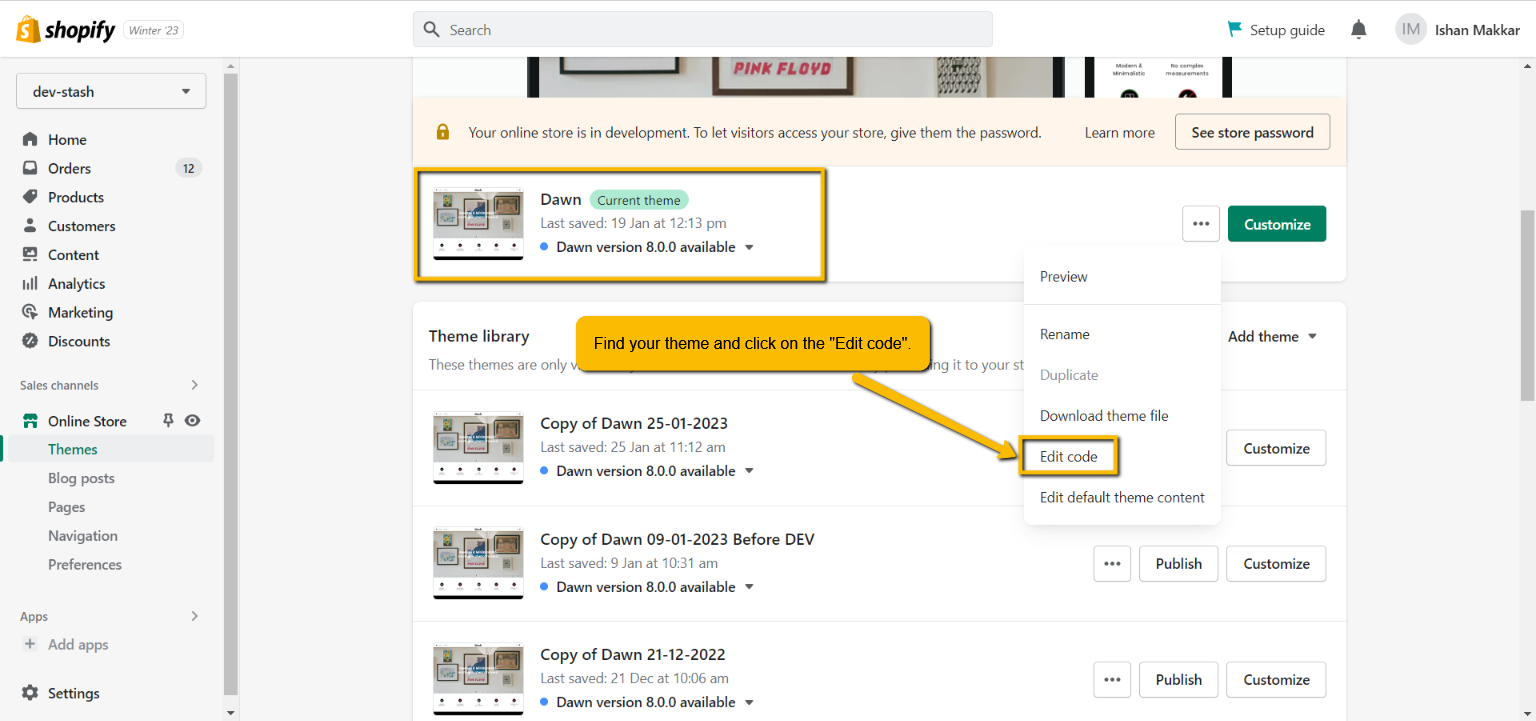 shopify Winter '23
Search
Setup guide
IM Ishan Makkar
dev-stash
Home
Orders 12
Products
Customers
Content
Analytics
Marketing
Discounts
Sales channels
Online Store
Themes
Blog posts
Pages
Navigation
Preferences
Apps
Add apps
Settings
PINK FLOYD
Modern & Minimalistic
No complex measurements
Your online store is in development. To let visitors access your store, give them the password. Learn more See store password
Dawn Current theme
Last saved: 19 Jan at 12:13 pm
Dawn version 8.0.0 available
••• Customize
Preview
Rename
Duplicate
Download theme file
Edit code
Edit default theme content
Theme library
Find your theme and click on the "Edit code".
Add theme
These themes are only
it to your st
Copy of Dawn 25-01-2023
Last saved: 25 Jan at 11:12 am
Dawn version 8.0.0 available
Customize
Copy of Dawn 09-01-2023 Before DEV
Last saved: 9 Jan at 10:31 am
Dawn version 8.0.0 available
••• Publish Customize
Copy of Dawn 21-12-2022
Last saved: 21 Dec at 10:06 am
Dawn version 8.0.0 available
••• Publish Customize